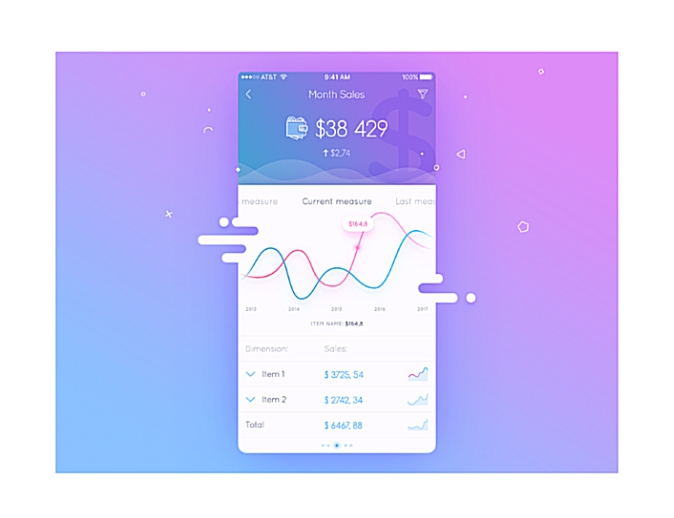 AT&T 9:41 AM 100%
Month Sales
$38 429
↑ $2,74
measure Current measure Last meas
$164,8
2013 2014 2015 2016 2017
ITEM NAME: $164,8
Dimension: Sales:
Item 1 $ 3725, 54
Item 2 $ 2742, 34
Total $ 6467, 88